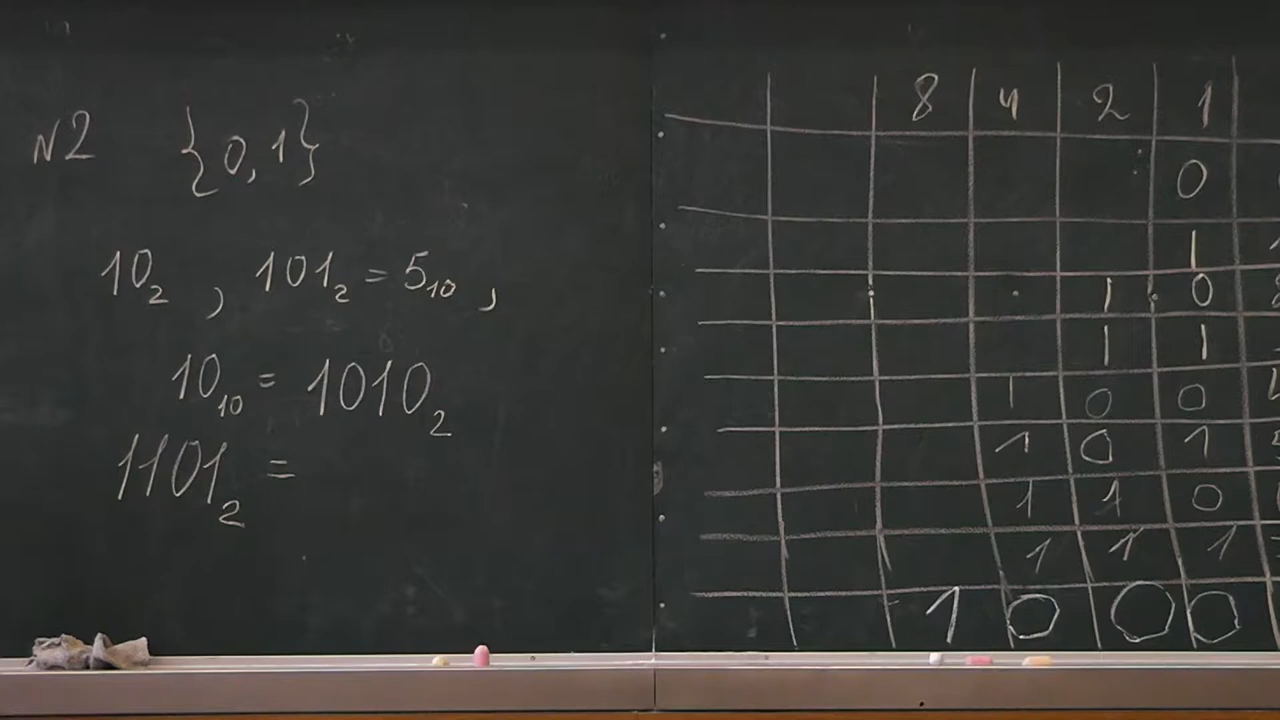 N2 {0,1}
10₂ , 101₂ = 5₁₀ ,
10₁₀ = 1010₂
1101₂ =
8 4 2 1
0
1
1 0
1 1
1 0 0
1 0 1
1 1 0
1 1 1
1 0 0 0